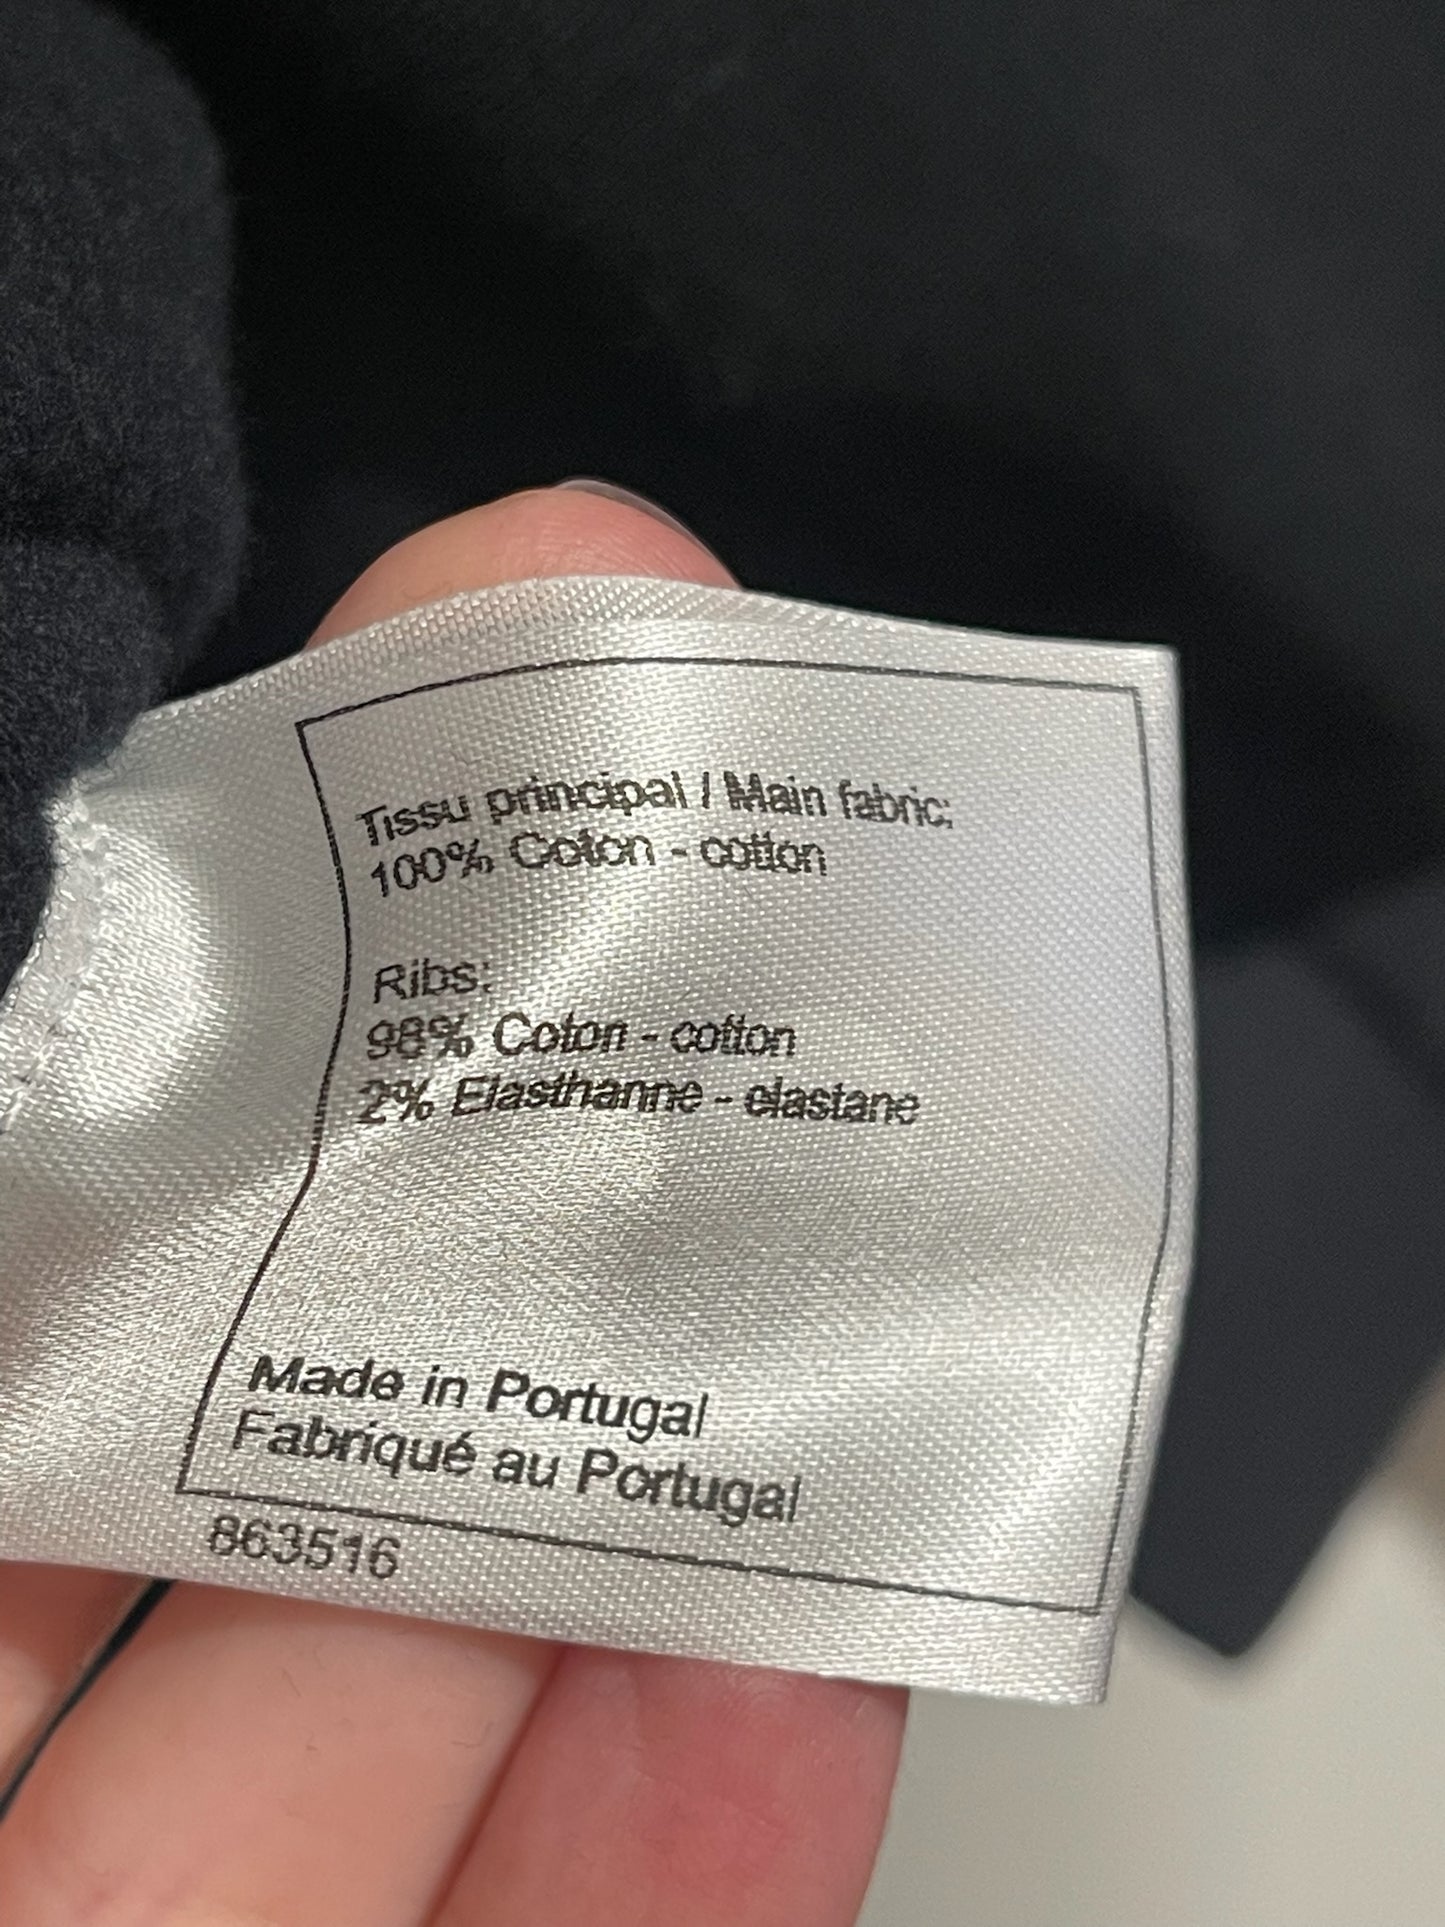 Tissu principal / Main fabric:
100% Coton - cotton
Ribs:
98% Coton - cotton
2% Elasthanne - elastane
Made in Portugal
Fabriqué au Portugal
863516